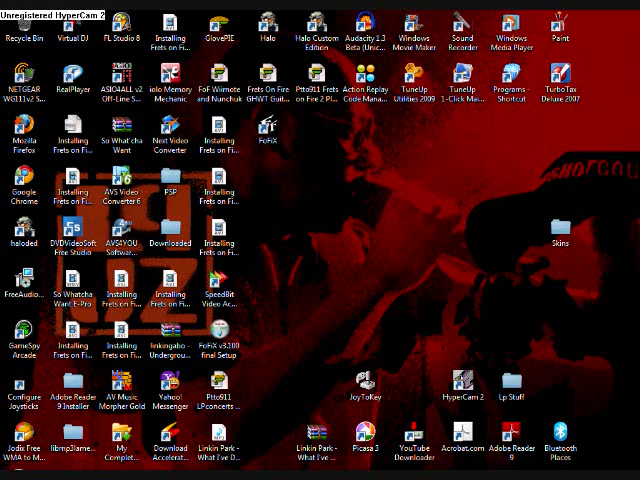 Unregistered HyperCam 2
Recycle Bin
Virtual DJ
FL Studio 8
Installing
Frets on Fi...
GlovePIE
Halo
Halo Custom
Edition
Audacity 1.3
Beta (Unic...
Windows
Movie Maker
Sound
Recorder
Windows
Media Player
Paint
NETGEAR
WG111v2 S...
RealPlayer
ASIO4ALL v2
Off-Line S...
iolo Memory
Mechanic
FoF Wiimote
and Nunchuk
Frets On Fire
GHWT Guit...
Ptto911 Frets
on Fire 2 Pl...
Action Replay
Code Mana...
TuneUp
Utilities 2009
TuneUp
1-Click Man...
Programs -
Shortcut
TurboTax
Deluxe 2007
Mozilla
Firefox
Installing
Frets on Fi...
So What'cha
Want
Next Video
Converter
Installing
Frets on Fi...
FoFiX
Google
Chrome
Installing
Frets on Fi...
AVS Video
Converter 6
PSP
Installing
Frets on Fi...
haloded
DVDVideoSoft
Free Studio
AVS4YOU
Softwar...
Downloaded
Installing
Frets on Fi...
Skins
FreeAudio...
So Whatcha
Want E-Pro
Installing
Frets on Fi...
Installing
Frets on Fi...
SpeedBit
Video Ac...
GameSpy
Arcade
Installing
Frets on Fi...
Installing
Frets on Fi...
linkingabo -
Undergrou...
FoFiX v3.100
final Setup
Configure
Joysticks
Adobe Reader
9 Installer
AV Music
Morpher Gold
Yahoo!
Messenger
Ptto911
LPconcerts ...
JoyToKey
HyperCam 2
Lp Stuff
Jodix Free
WMA to M...
libmp3lame...
My
Complet...
Download
Accelerat...
Linkin Park -
What I've D...
Linkin Park -
What I've ...
Picasa 3
YouTube
Downloader
Acrobat.com
Adobe Reader
9
Bluetooth
Places